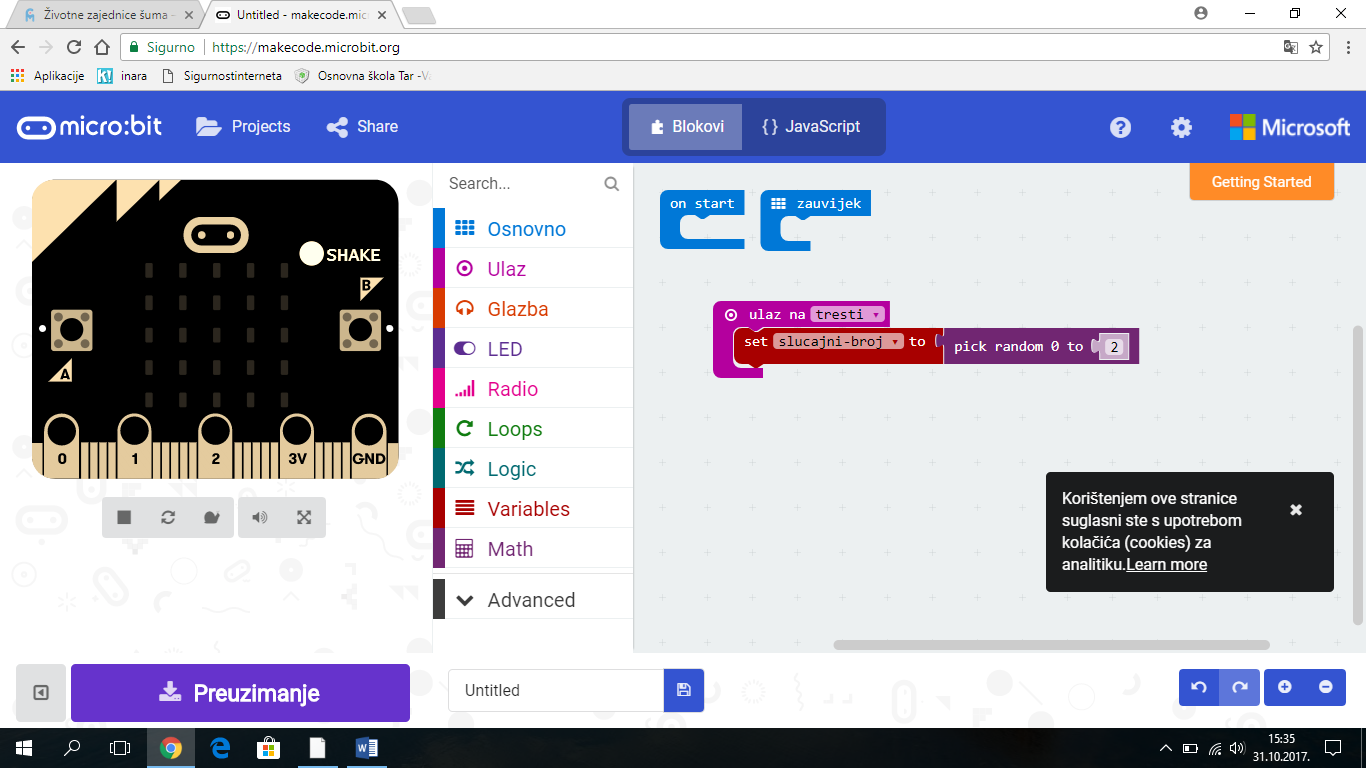 Životne zajednice šuma -
Untitled - makecode.mic
Sigurno
https://makecode.microbit.org
Aplikacije
inara
Sigurnostinterneta
Osnovna škola Tar -Va
micro:bit
Projects
Share
Blokovi
{} JavaScript
Microsoft
Getting Started
SHAKE
A
B
0 1 2 3V GND
Search...
Osnovno
Ulaz
Glazba
LED
Radio
Loops
Logic
Variables
Math
Advanced
on start
zauvijek
ulaz na tresti
set slucajni-broj to pick random 0 to 2
Korištenjem ove stranice
suglasni ste s upotrebom
kolačića (cookies) za
analitiku.Learn more
Preuzimanje
Untitled
15:35
31.10.2017.